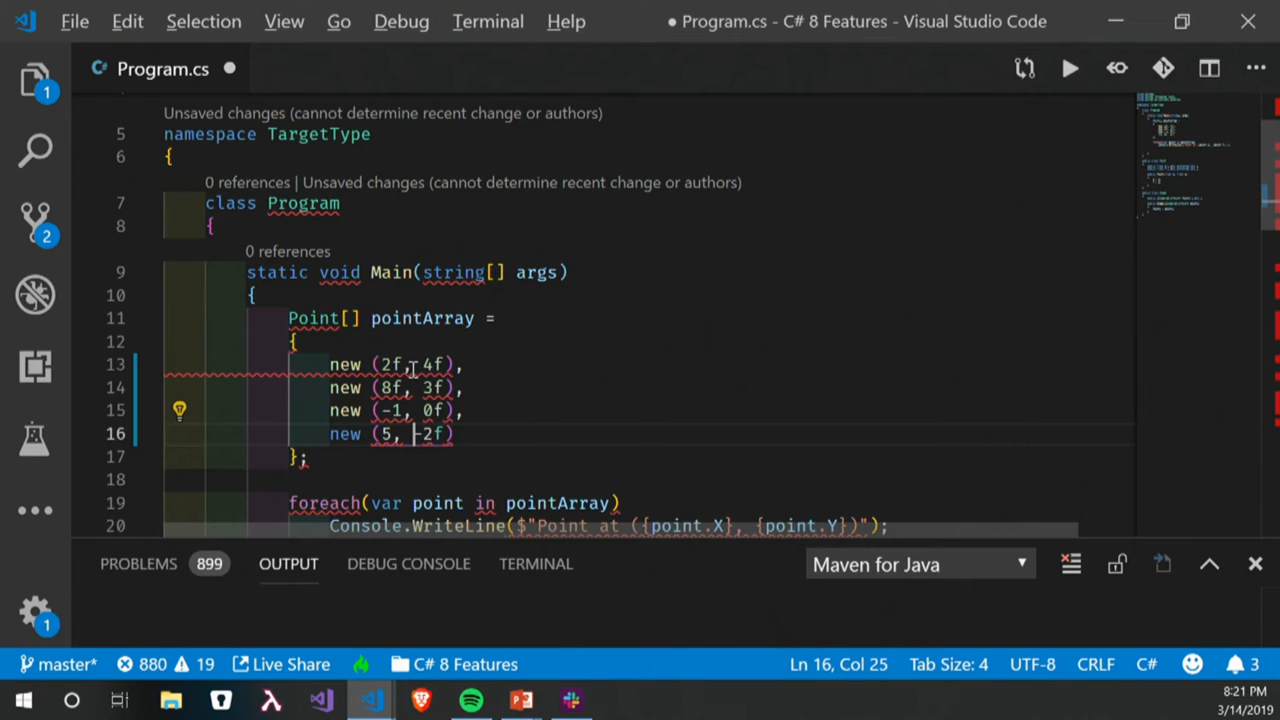 File Edit Selection View Go Debug Terminal Help ● Program.cs - C# 8 Features - Visual Studio Code
C# Program.cs ●
Unsaved changes (cannot determine recent change or authors)
5 namespace TargetType
6 {
0 references | Unsaved changes (cannot determine recent change or authors)
7 class Program
8 {
0 references
9 static void Main(string[] args)
10 {
11 Point[] pointArray =
12 {
13 new (2f, 4f),
14 new (8f, 3f),
15 new (-1, 0f),
16 new (5, -2f)
17 };
18
19 foreach(var point in pointArray)
20 Console.WriteLine($"Point at ({point.X}, {point.Y})");
1
2
1
PROBLEMS 899 OUTPUT DEBUG CONSOLE TERMINAL Maven for Java
master* 880 19 Live Share C# 8 Features Ln 16, Col 25 Tab Size: 4 UTF-8 CRLF C# 3
8:21 PM
3/14/2019